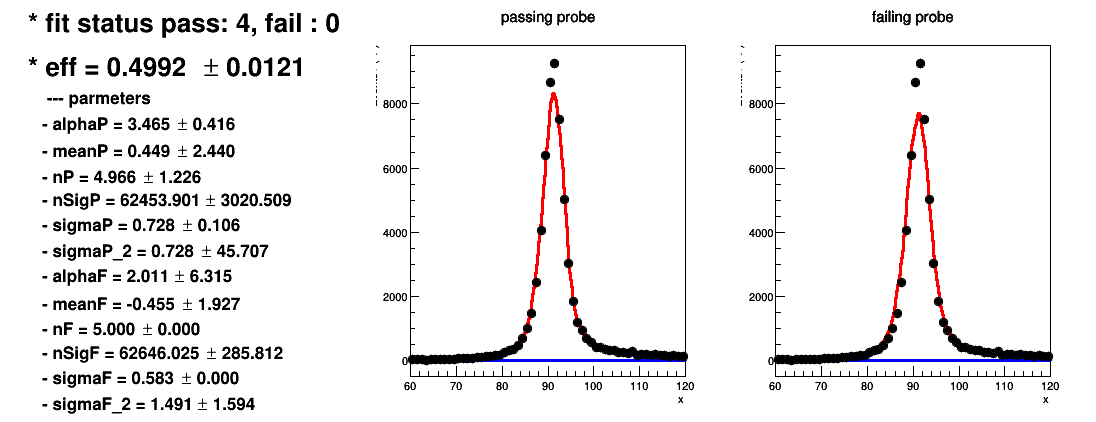 * fit status pass: 4, fail : 0
* eff = 0.4992 ± 0.0121
--- parmeters
- alphaP = 3.465 ± 0.416
- meanP = 0.449 ± 2.440
- nP = 4.966 ± 1.226
- nSigP = 62453.901 ± 3020.509
- sigmaP = 0.728 ± 0.106
- sigmaP_2 = 0.728 ± 45.707
- alphaF = 2.011 ± 6.315
- meanF = -0.455 ± 1.927
- nF = 5.000 ± 0.000
- nSigF = 62646.025 ± 285.812
- sigmaF = 0.583 ± 0.000
- sigmaF_2 = 1.491 ± 1.594
passing probe
8000
6000
4000
2000
0
60 70 80 90 100 110 120
x
failing probe
8000
6000
4000
2000
0
60 70 80 90 100 110 120
x